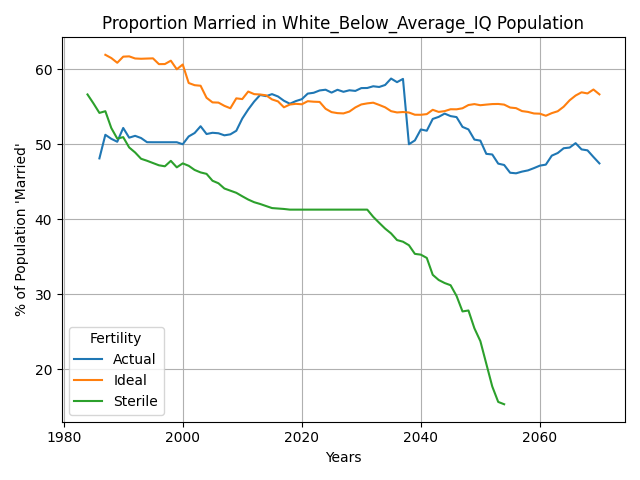 Proportion Married in White_Below_Average_IQ Population
% of Population 'Married'
60
50
40
30
20
Fertility
Actual
Ideal
Sterile
1980
2000
2020
2040
2060
Years